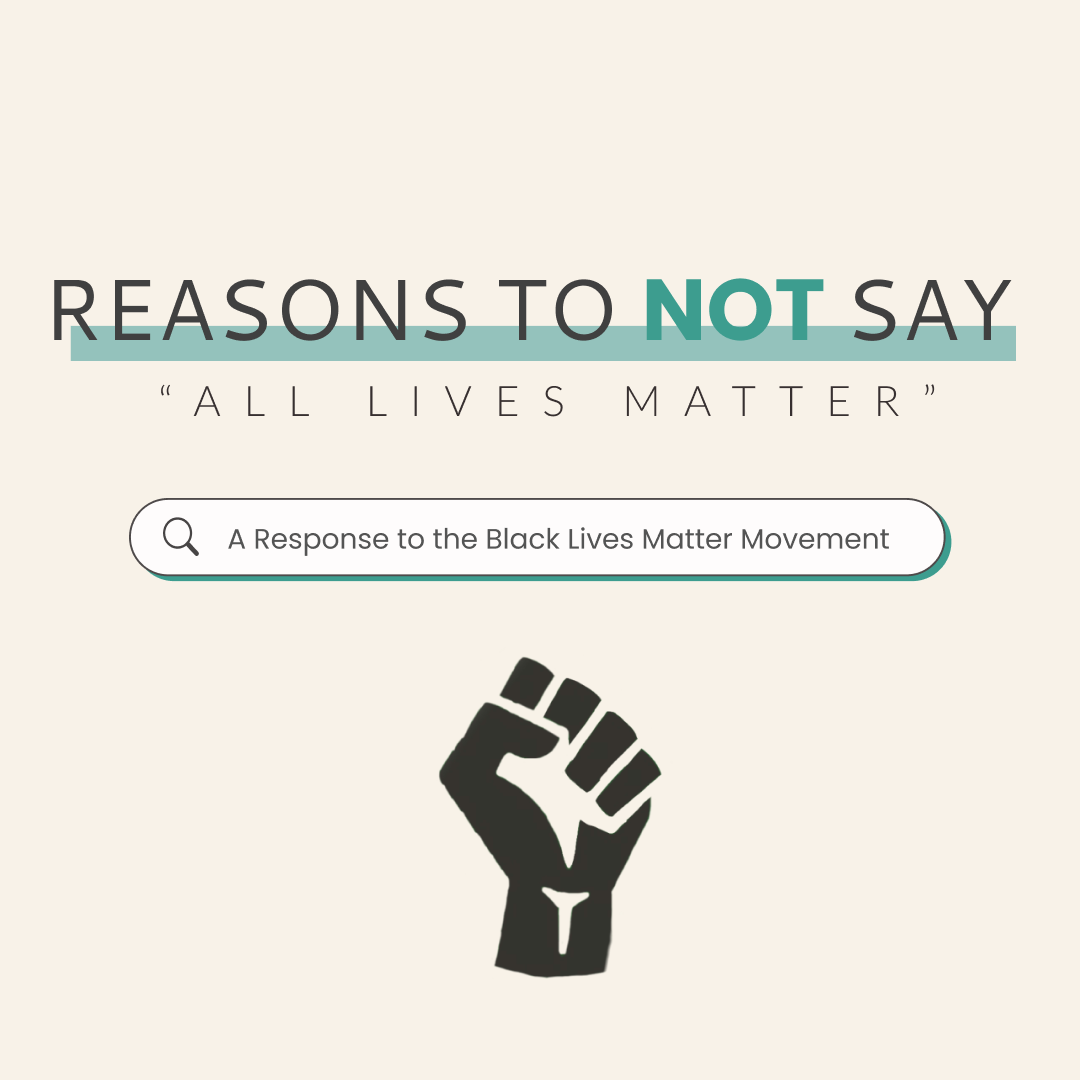 REASONS TO NOT SAY
“ALL LIVES MATTER”
A Response to the Black Lives Matter Movement